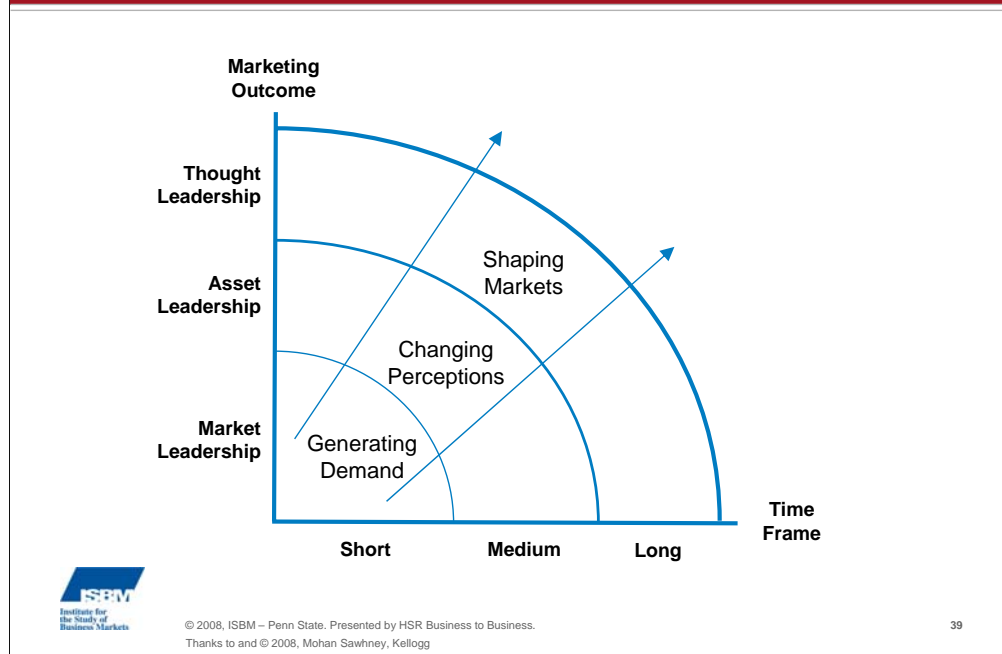 Marketing
Outcome
Thought
Leadership
Asset
Leadership
Market
Leadership
Shaping
Markets
Changing
Perceptions
Generating
Demand
Short
Medium
Long
Time
Frame
ISBM
Institute for
the Study of
Business Markets
© 2008, ISBM – Penn State. Presented by HSR Business to Business.
Thanks to and © 2008, Mohan Sawhney, Kellogg
39